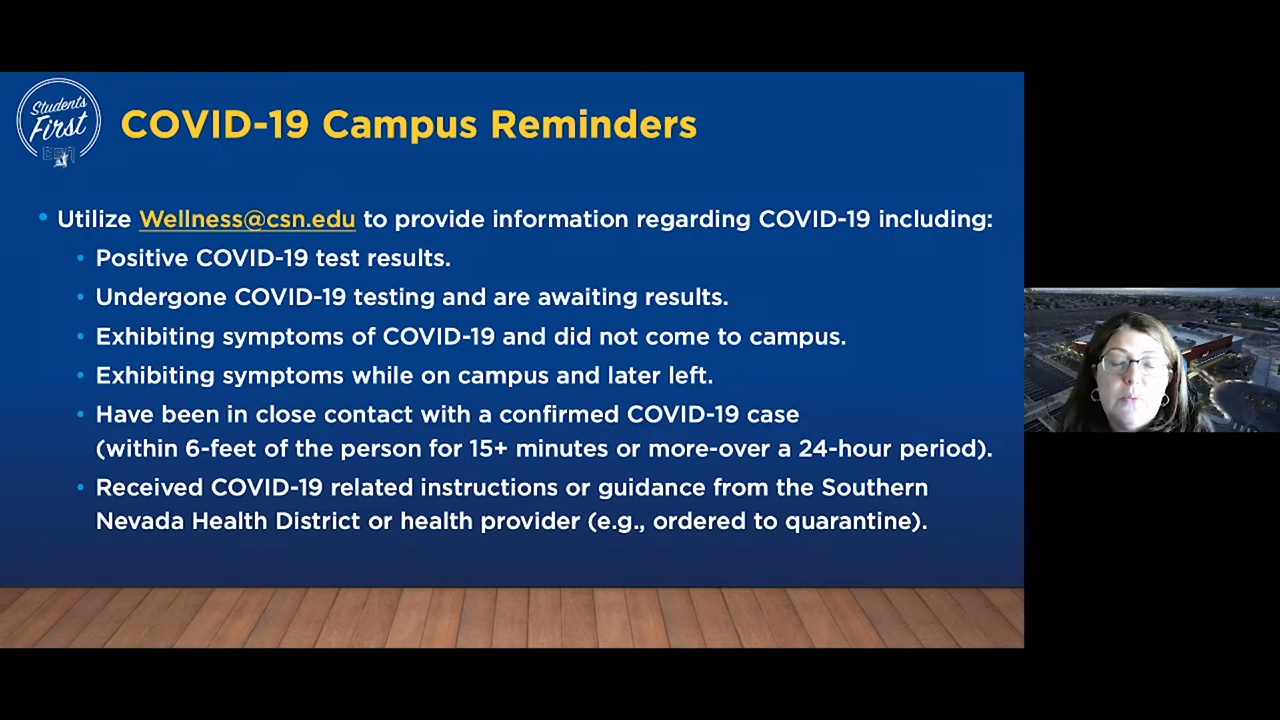 Students
First
CSN
COVID-19 Campus Reminders
• Utilize Wellness@csn.edu to provide information regarding COVID-19 including:
• Positive COVID-19 test results.
• Undergone COVID-19 testing and are awaiting results.
• Exhibiting symptoms of COVID-19 and did not come to campus.
• Exhibiting symptoms while on campus and later left.
• Have been in close contact with a confirmed COVID-19 case
(within 6-feet of the person for 15+ minutes or more-over a 24-hour period).
• Received COVID-19 related instructions or guidance from the Southern
Nevada Health District or health provider (e.g., ordered to quarantine).